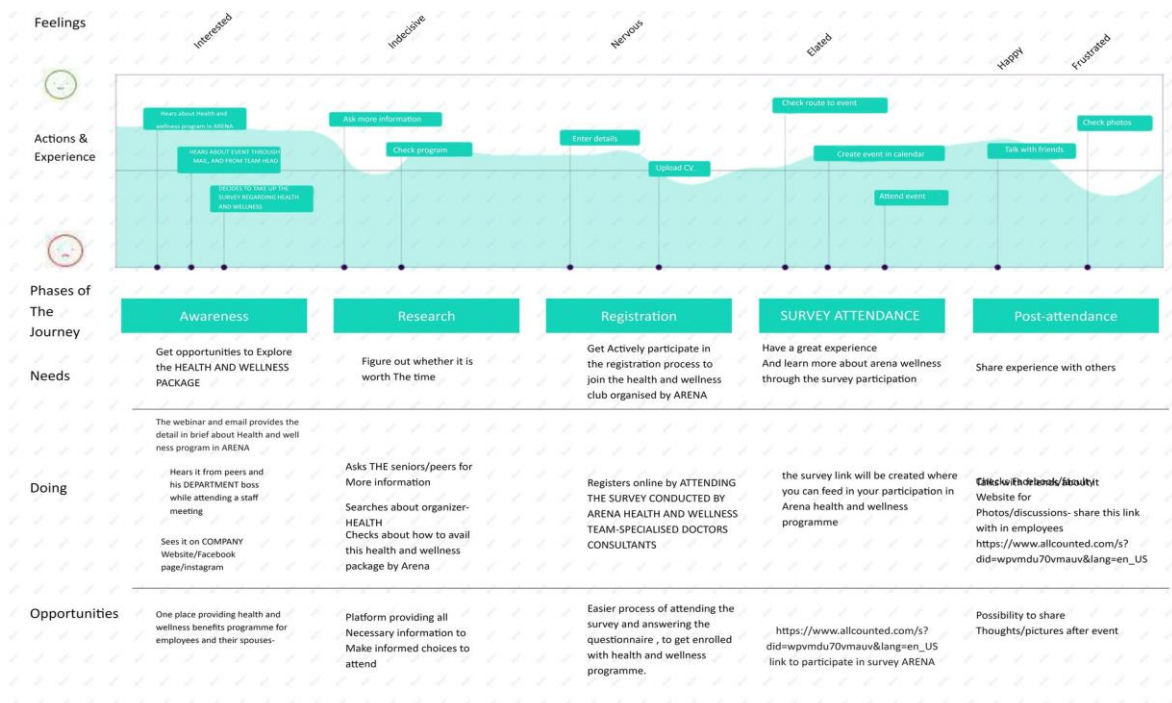 Feelings
Interested
Indecisive
Nervous
Elated
Happy
Frustrated
Actions &
Experience
Hears about Health and
wellness program in ARENA
HEARS ABOUT EVENT THROUGH
MAIL, AND FROM TEAM HEAD
DECIDES TO TAKE UP THE
SURVEY REGARDING HEALTH
AND WELLNESS
Ask more information
Check program
Enter details
Upload CV...
Check route to event
Create event in calendar
Attend event
Talk with friends
Check photos
Phases of
The
Journey
Awareness
Research
Registration
SURVEY ATTENDANCE
Post-attendance
Needs
Get opportunities to Explore
the HEALTH AND WELLNESS
PACKAGE
Figure out whether it is
worth The time
Get Actively participate in
the registration process to
join the health and wellness
club organised by ARENA
Have a great experience
And learn more about arena wellness
through the survey participation
Share experience with others
Doing
The webinar and email provides the
detail in brief about Health and well
ness program in ARENA
Hears it from peers and
his DEPARTMENT boss
while attending a staff
meeting
Sees it on COMPANY
Website/Facebook
page/instagram
Asks THE seniors/peers for
More information
Searches about organizer-
HEALTH
Checks about how to avail
this health and wellness
package by Arena
Registers online by ATTENDING
THE SURVEY CONDUCTED BY
ARENA HEALTH AND WELLNESS
TEAM-SPECIALISED DOCTORS
CONSULTANTS
the survey link will be created where
you can feed in your participation in
Arena health and wellness
programme
Talks with friends about it
Checks Facebook/faculty
Website for
Photos/discussions- share this link
with in employees
https://www.allcounted.com/s?
did=wpvmdu70vmauv&lang=en_US
Opportunities
One place providing health and
wellness benefits programme for
employees and their spouses-
Platform providing all
Necessary information to
Make informed choices to
attend
Easier process of attending the
survey and answering the
questionnaire , to get enrolled
with health and wellness
programme.
https://www.allcounted.com/s?
did=wpvmdu70vmauv&lang=en_US
link to participate in survey ARENA
Possibility to share
Thoughts/pictures after event